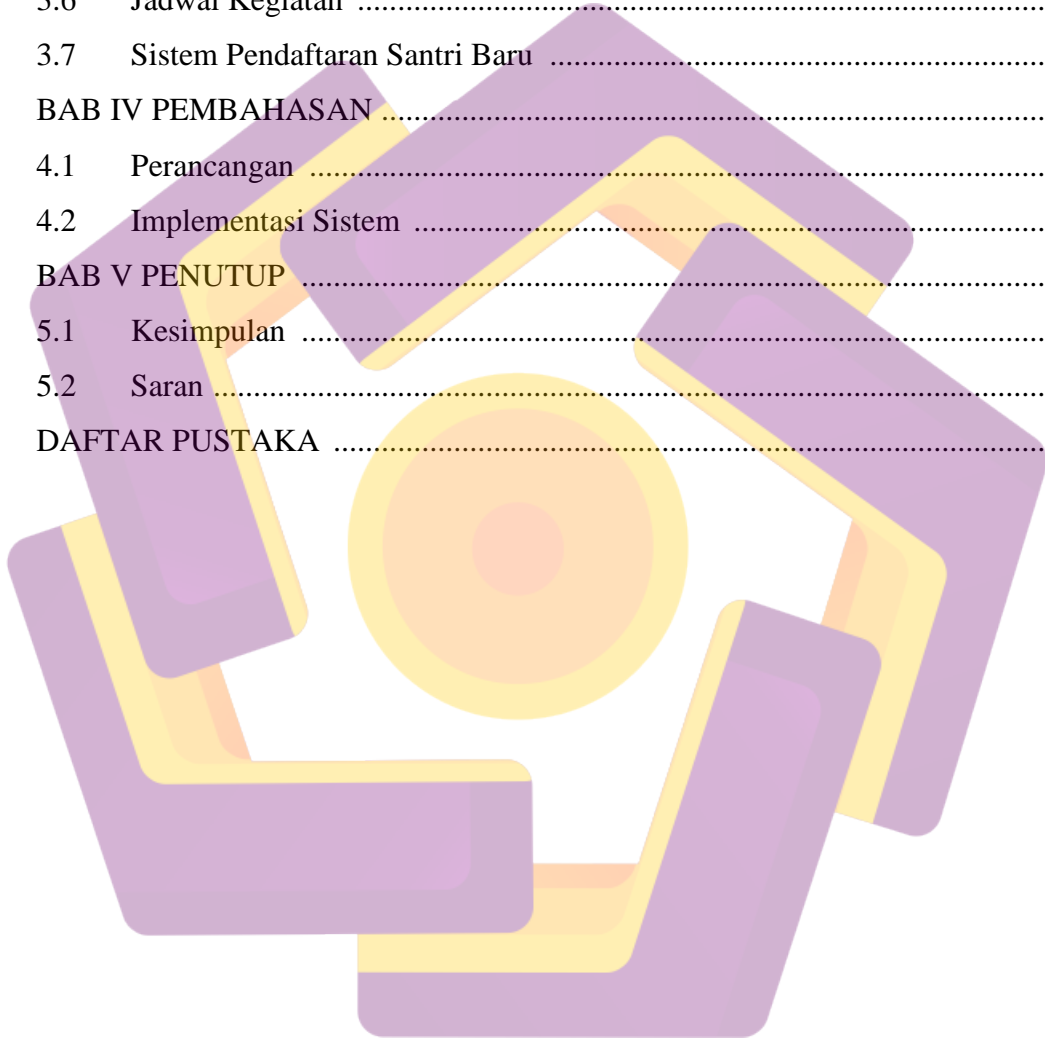 3.6 Jadwal Kegiatan ........................................................................................
3.7 Sistem Pendaftaran Santri Baru ................................................................
BAB IV PEMBAHASAN .....................................................................................
4.1 Perancangan ..............................................................................................
4.2 Implementasi Sistem .................................................................................
BAB V PENUTUP ...............................................................................................
5.1 Kesimpulan ...............................................................................................
5.2 Saran ..........................................................................................................
DAFTAR PUSTAKA ...........................................................................................